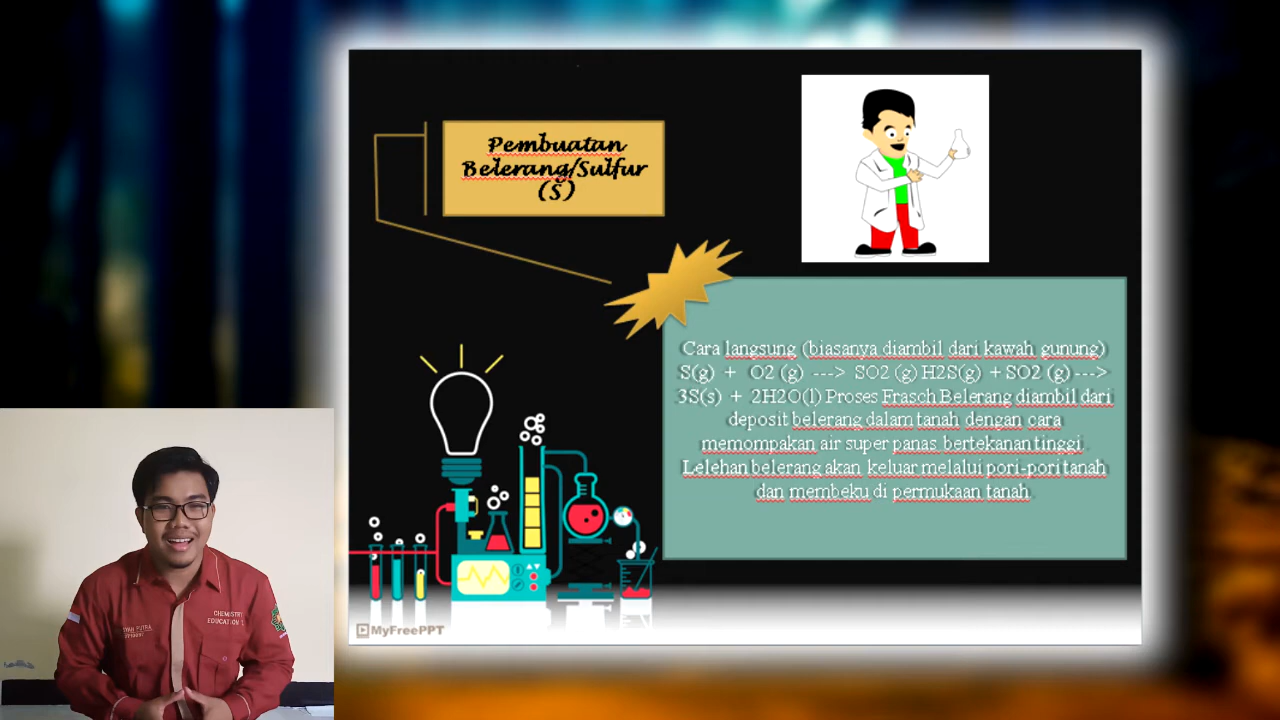 Pembuatan
Belerang/Sulfur
(S)
Cara langsung (biasanya diambil dari kawah gunung)
S(g) + O2 (g) ---> SO2 (g) H2S(g) + SO2 (g) --->
3S(s) + 2H2O(l) Proses Frasch Belerang diambil dari
deposit belerang dalam tanah dengan cara
memompakan air super panas bertekanan tinggi.
Lelehan belerang akan keluar melalui pori-pori tanah
dan membeku di permukaan tanah
CHEMISTRY
EDUCATION
PUTRA
MyFreePPT